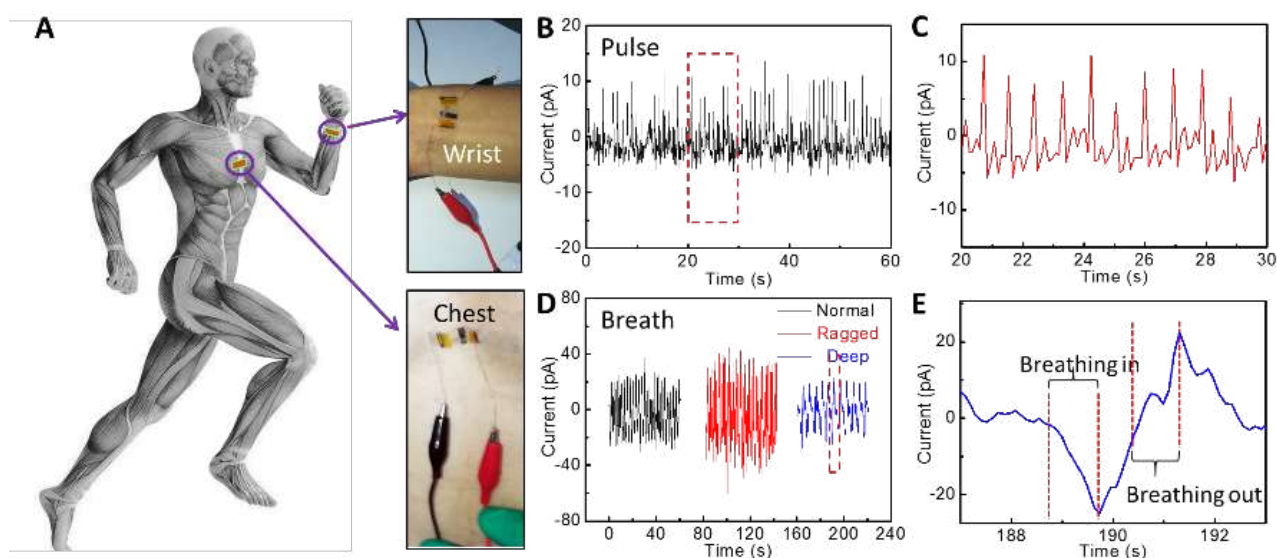 A
Wrist
Chest
B
Pulse
Current (pA)
20
10
0
-10
-20
0
20
40
60
Time (s)
C
Current (pA)
10
0
-10
20
22
24
26
28
30
Time (s)
D
Breath
Normal
Ragged
Deep
Current (pA)
80
40
0
-40
-80
0
40
80
120
160
200
240
Time (s)
E
Breathing in
Breathing out
Current (pA)
20
0
-20
188
190
192
Time (s)